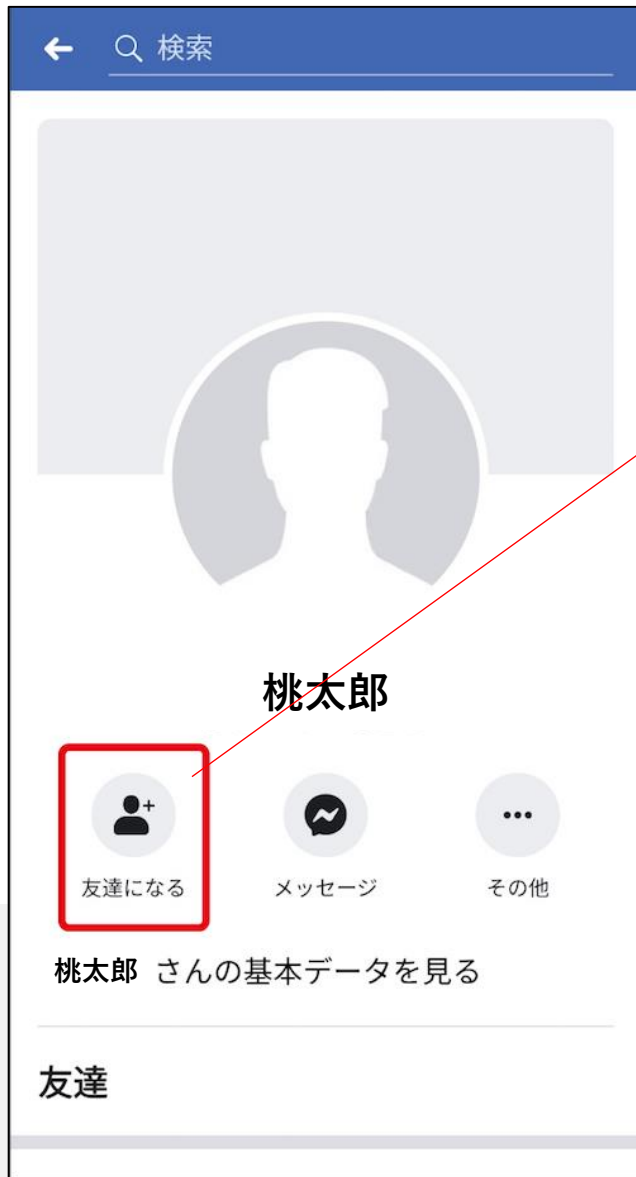 検索
桃太郎
友達になる
メッセージ
その他
桃太郎 さんの基本データを見る
友達